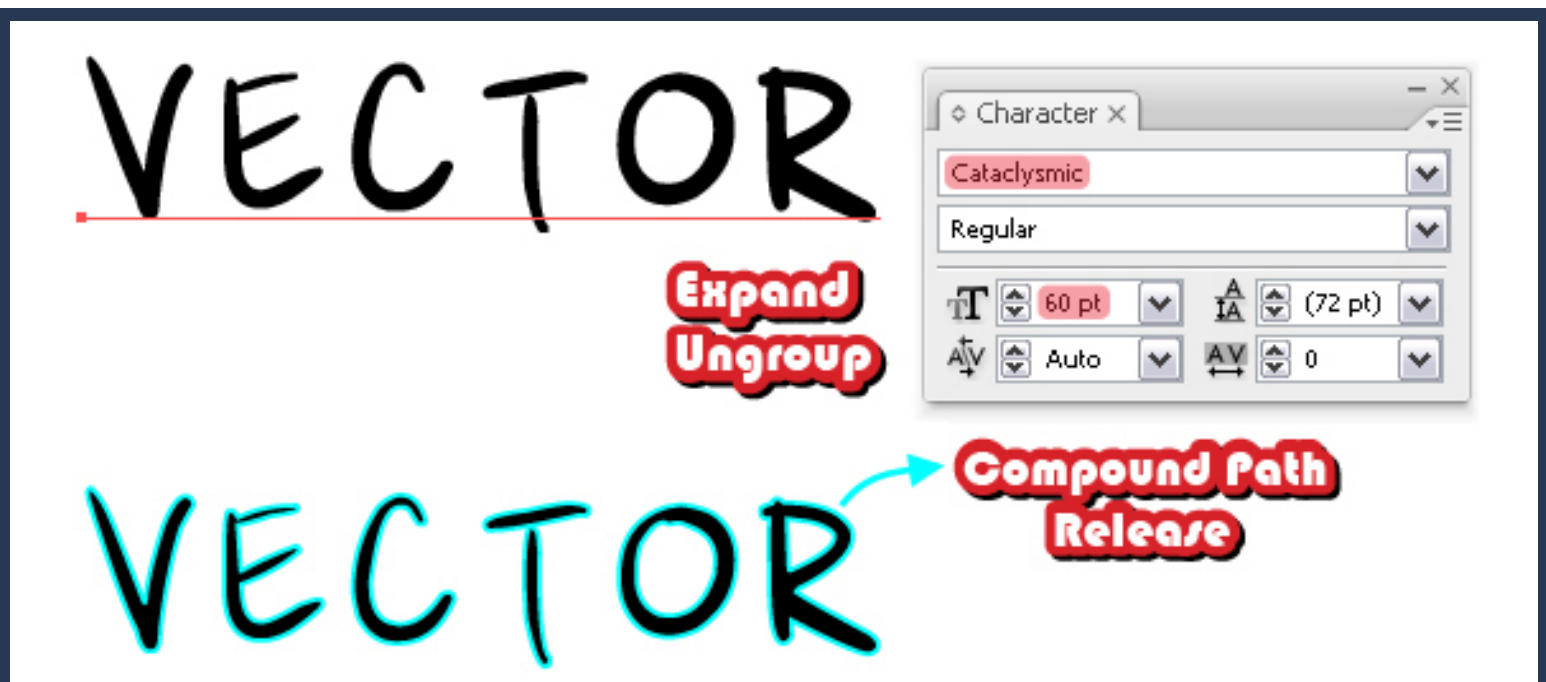 VECTOR
Character
Cataclysmic
Regular
60 pt
(72 pt)
Auto
0
Expand
Ungroup
Compound Path
Release
VECTOR